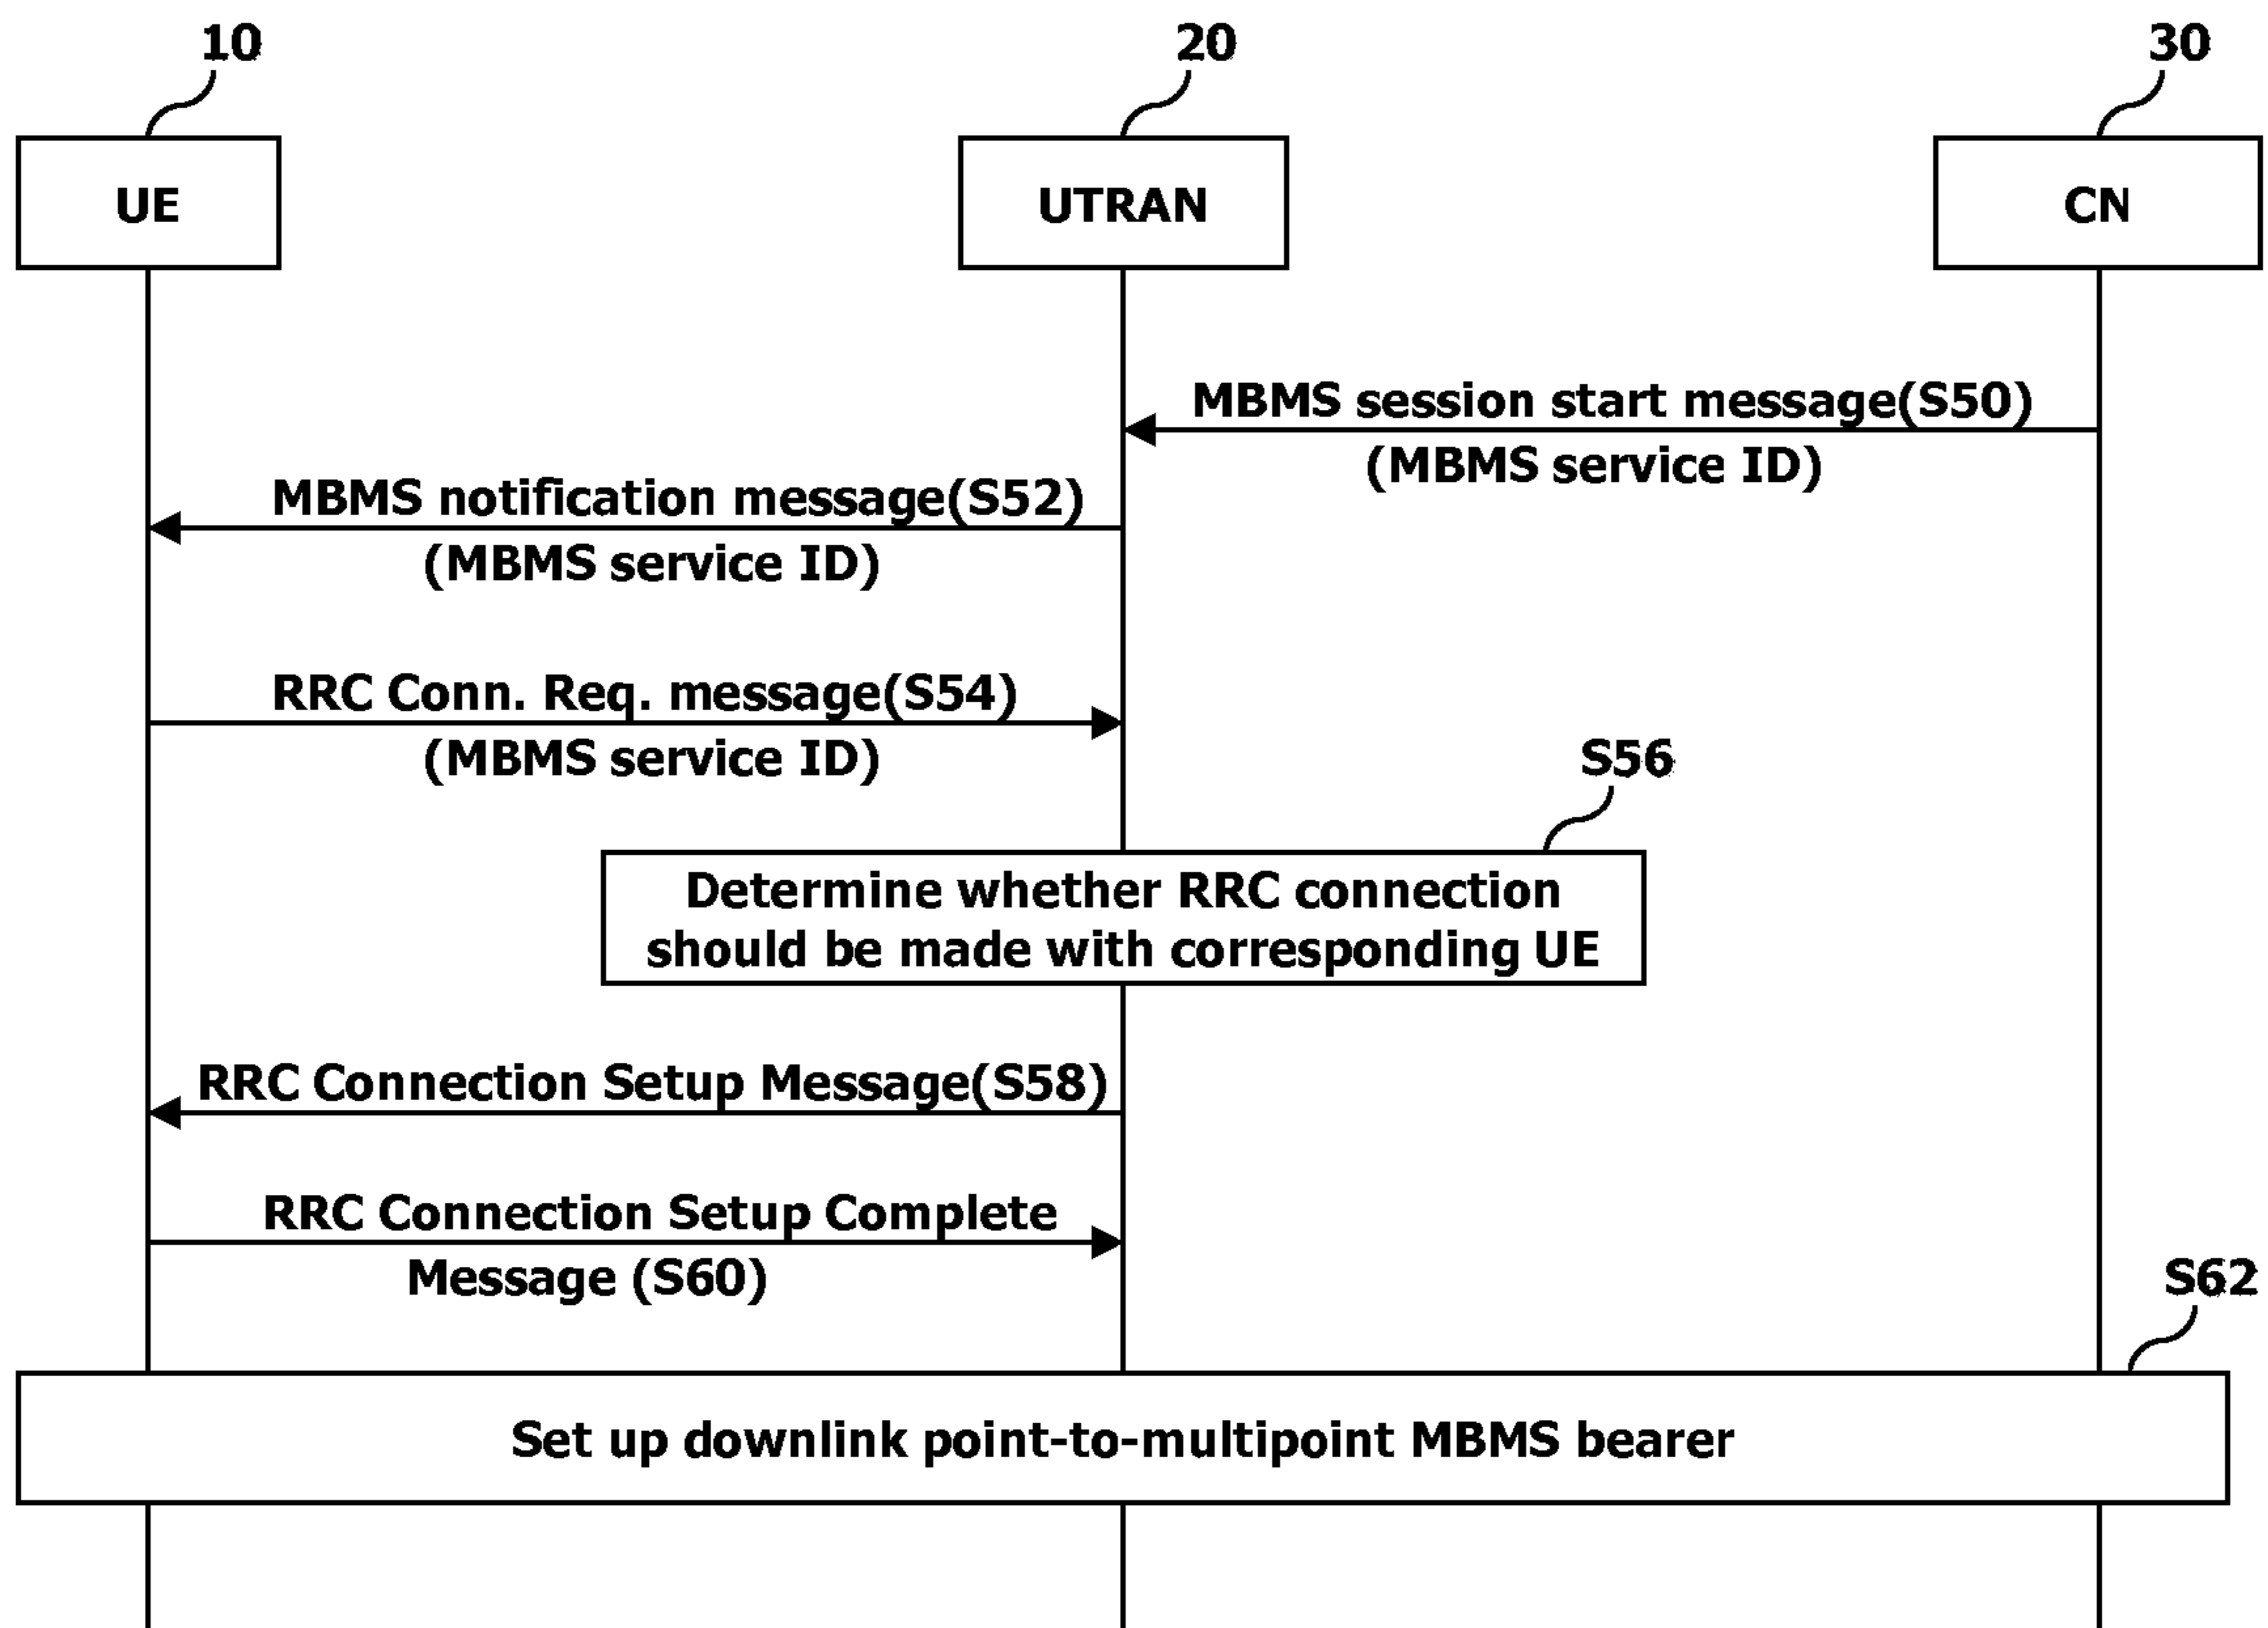 10
20
30
UE
UTRAN
CN
MBMS session start message(S50)
(MBMS service ID)
MBMS notification message(S52)
(MBMS service ID)
RRC Conn. Req. message(S54)
(MBMS service ID)
S56
Determine whether RRC connection
should be made with corresponding UE
RRC Connection Setup Message(S58)
RRC Connection Setup Complete
Message (S60)
S62
Set up downlink point-to-multipoint MBMS bearer